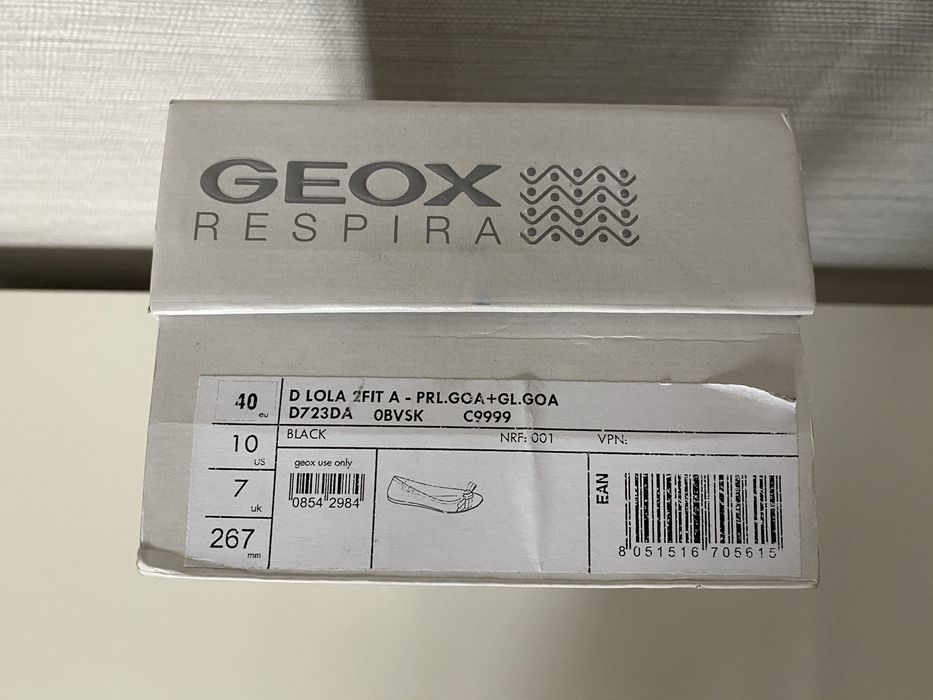 GEOX
RESPIRA
40 eu
10 US
7 uk
267 mm
D LOLA 2FIT A - PRL.GOA+GL.GOA
D723DA 0BVSK C9999
BLACK NRF: 001 VPN:
geox use only
0854 2984
EAN
8 051516 705615